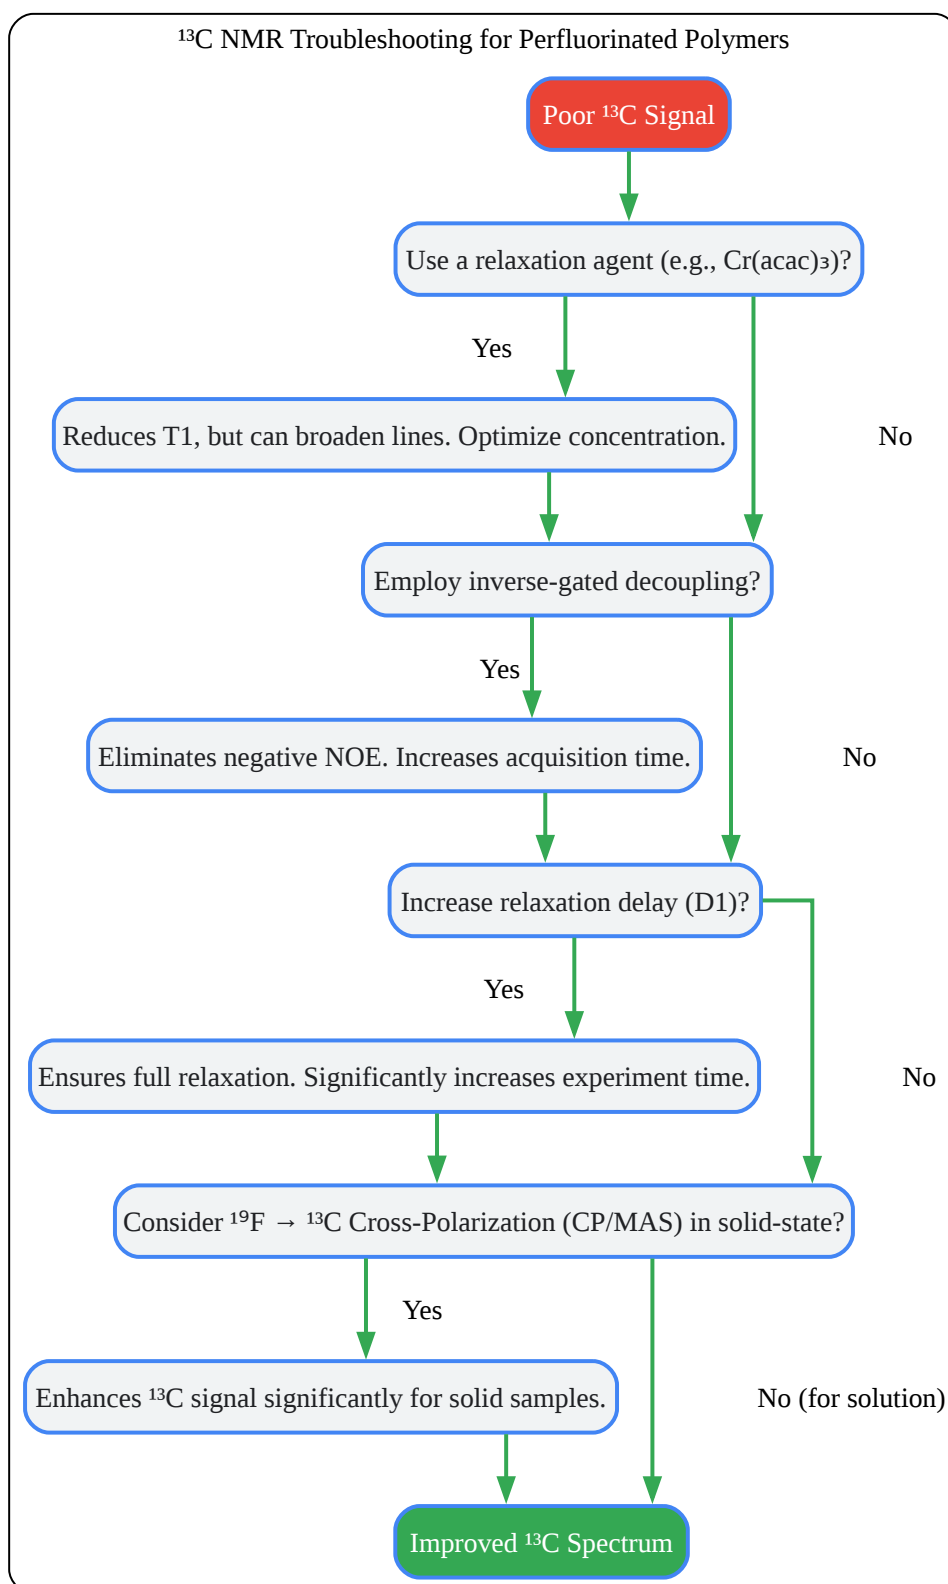 ¹³C NMR Troubleshooting for Perfluorinated Polymers
Poor ¹³C Signal
Use a relaxation agent (e.g., Cr(acac)₃)?
Yes
Reduces T1, but can broaden lines. Optimize concentration.
No
Employ inverse-gated decoupling?
Yes
Eliminates negative NOE. Increases acquisition time.
No
Increase relaxation delay (D1)?
Yes
Ensures full relaxation. Significantly increases experiment time.
No
Consider ¹⁹F → ¹³C Cross-Polarization (CP/MAS) in solid-state?
Yes
Enhances ¹³C signal significantly for solid samples.
No (for solution)
Improved ¹³C Spectrum